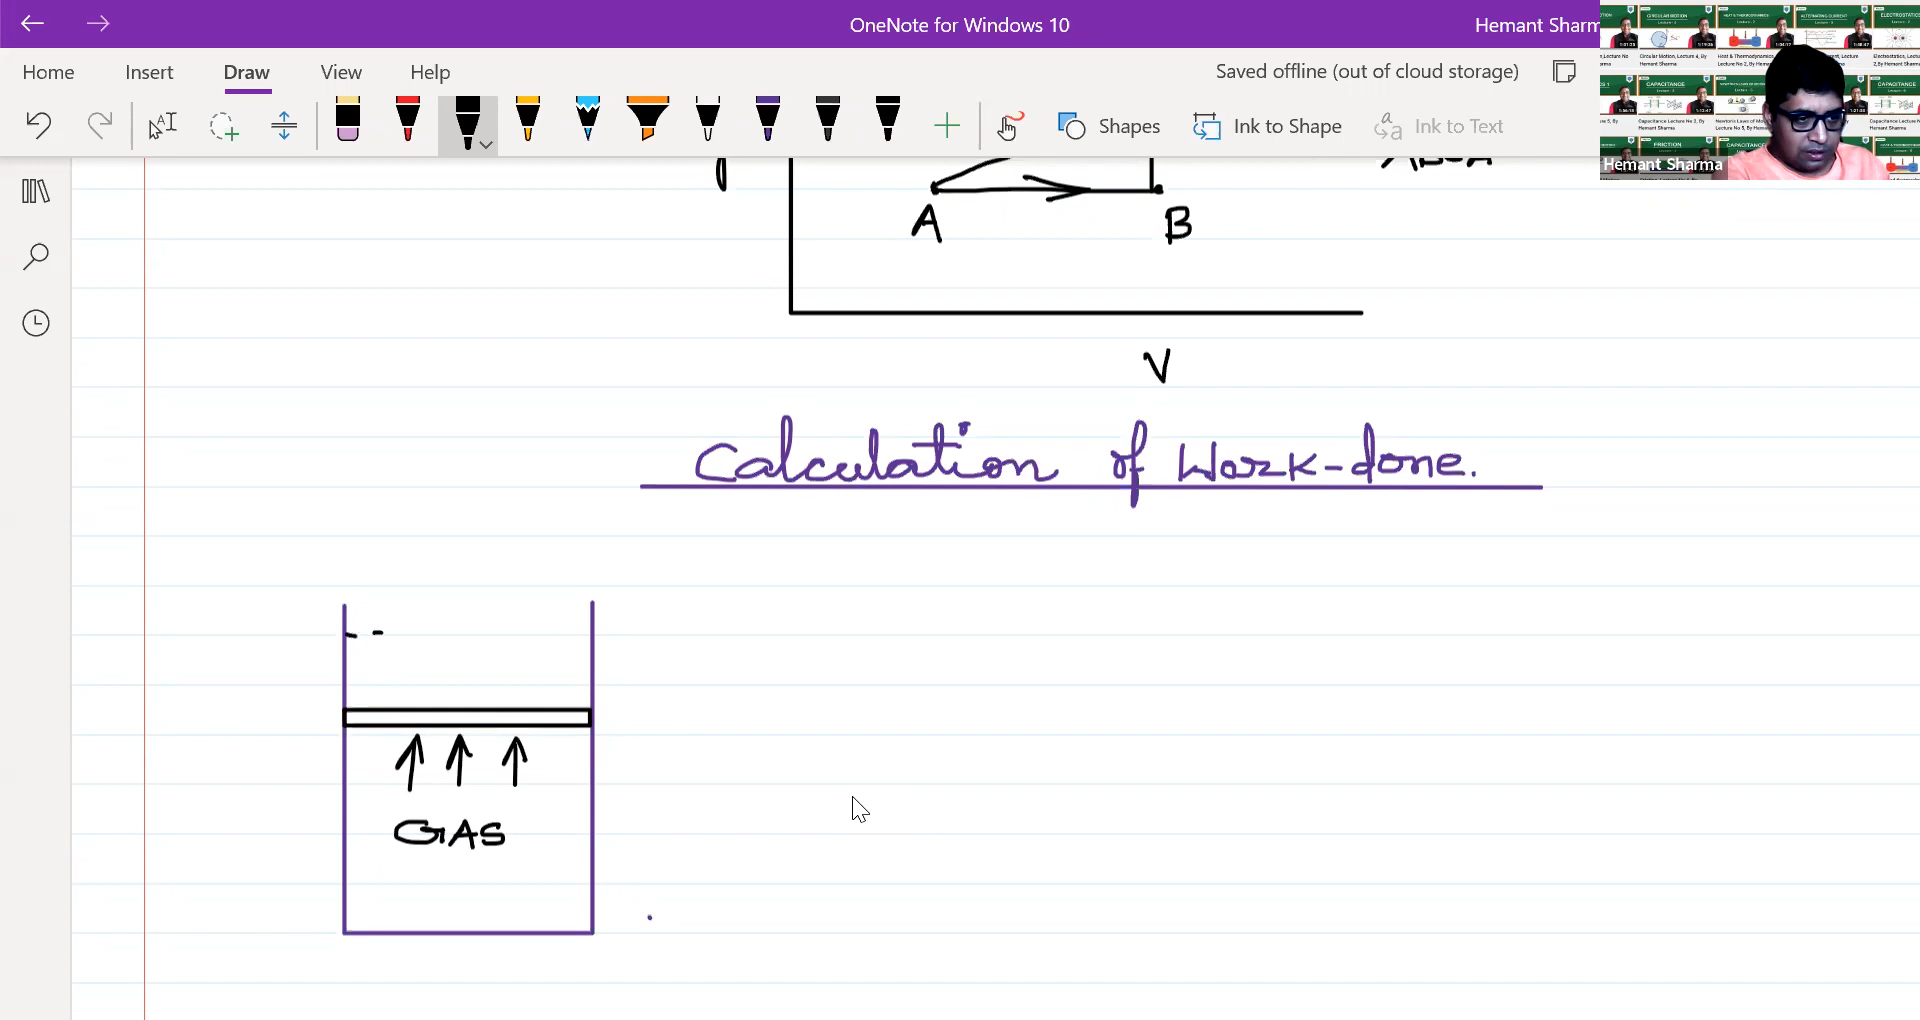 OneNote for Windows 10
Hemant Sharm
Home Insert Draw View Help
Saved offline (out of cloud storage)
Shapes Ink to Shape Ink to Text
Hemant Sharma
A B
V
Calculation of Work-done.
GAS